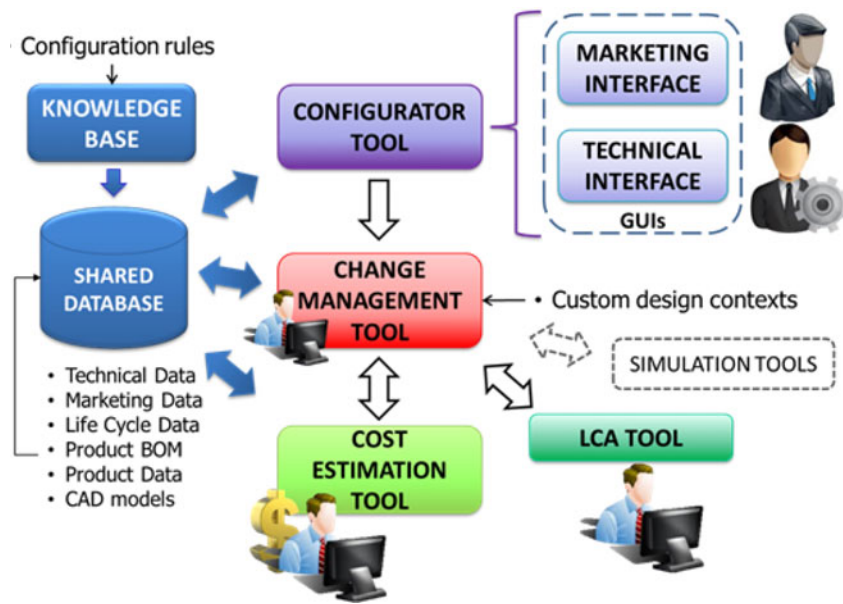 • Configuration rules
KNOWLEDGE
BASE
CONFIGURATOR
TOOL
MARKETING
INTERFACE
TECHNICAL
INTERFACE
GUIs
SHARED
DATABASE
CHANGE
MANAGEMENT
TOOL
• Custom design contexts
SIMULATION TOOLS
• Technical Data
• Marketing Data
• Life Cycle Data
• Product BOM
• Product Data
• CAD models
COST
ESTIMATION
TOOL
LCA TOOL